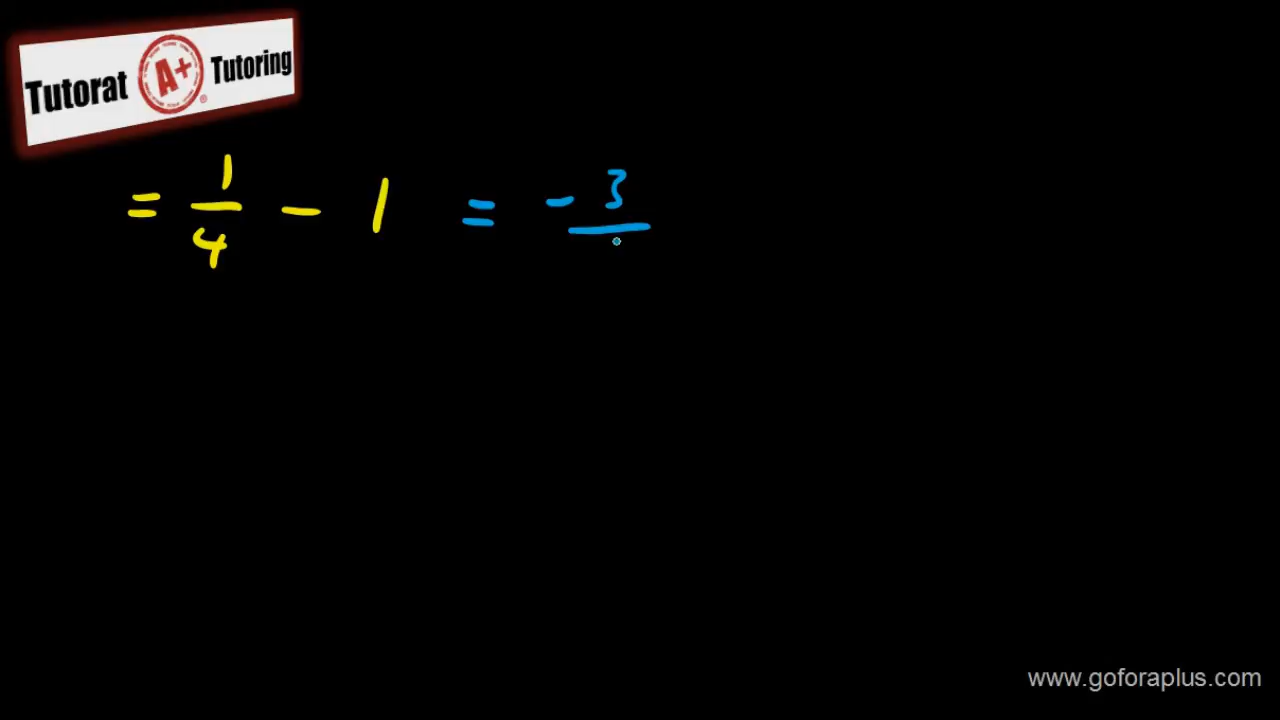 Tutorat A+ Tutoring
= 1/4 - 1 = - 3/
www.goforaplus.com